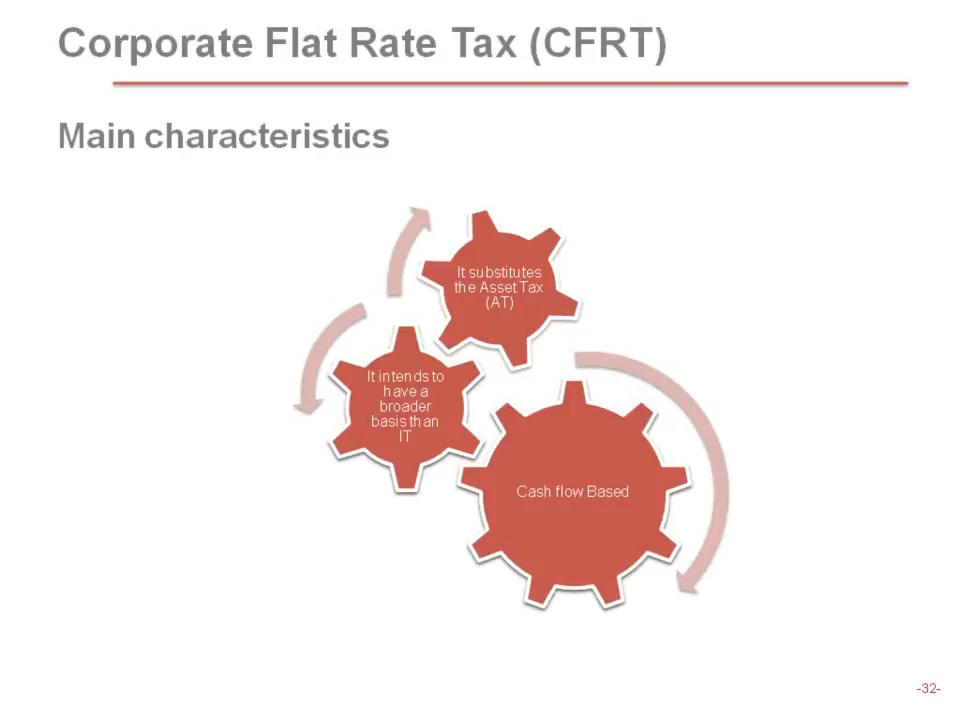 Corporate Flat Rate Tax (CFRT)
Main characteristics
It substitutes
the Asset Tax
(AT)
It intends to
have a
broader
basis than
IT
Cash flow Based
-32-